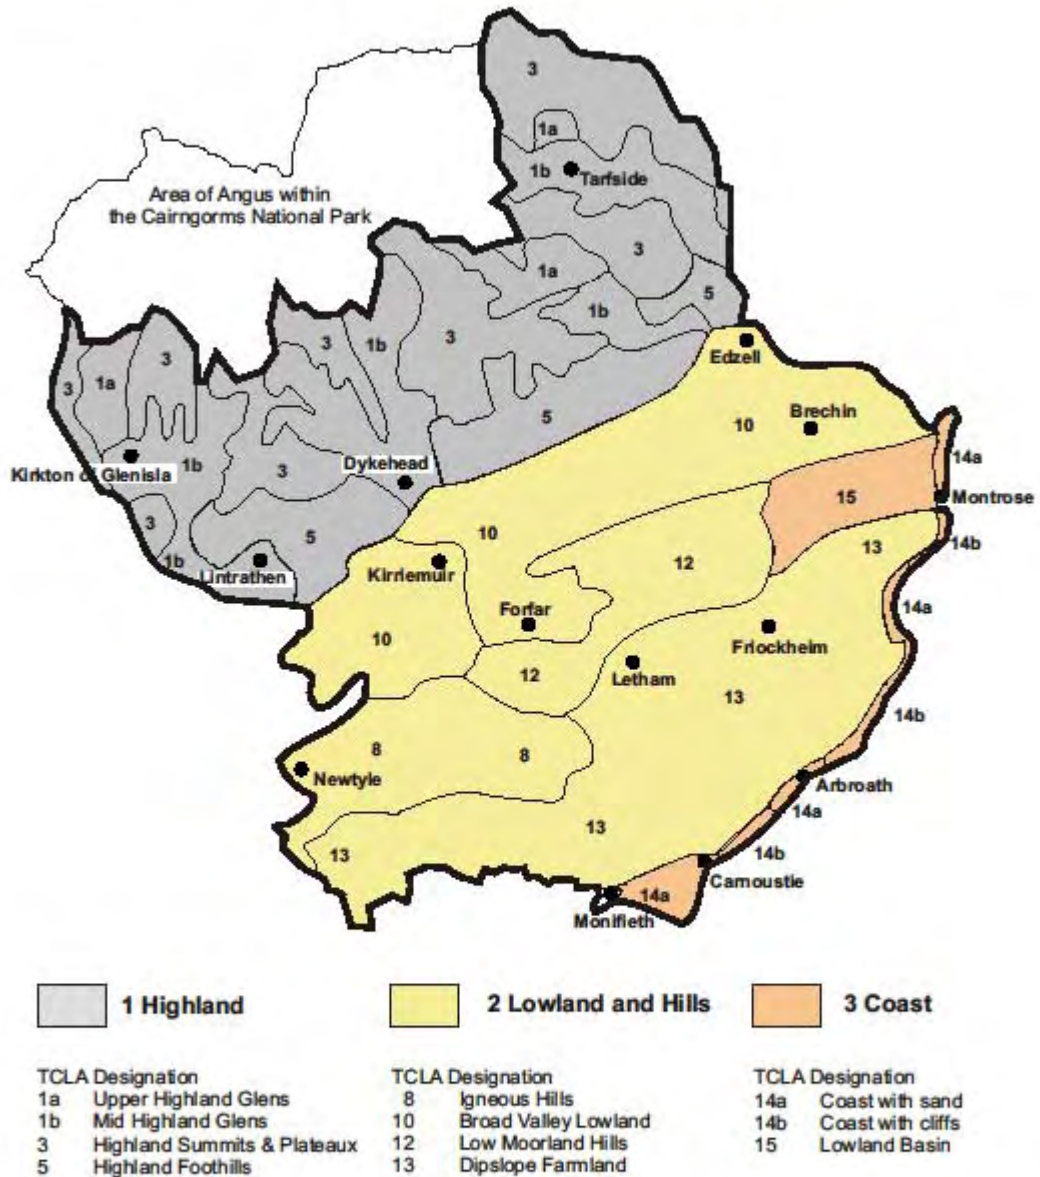 3
1a
1b
Tarfside
Area of Angus within
the Cairngorms National Park
3
1a
5
1b
3
3
1b
3
3
1a
Edzell
5
10
Brechin
14a
Kirkton of Glenisla
1b
3
Dykehead
15
Montrose
3
10
13
14b
5
1b
Lintrathen
Kirriemuir
12
14a
Forfar
Friockheim
10
12
Letham
13
14b
8
8
Newtyle
Arbroath
14a
13
13
14b
Carnoustie
14a
Monifieth
1 Highland
2 Lowland and Hills
3 Coast
TCLA Designation
1a Upper Highland Glens
1b Mid Highland Glens
3 Highland Summits & Plateaux
5 Highland Foothills
TCLA Designation
8 Igneous Hills
10 Broad Valley Lowland
12 Low Moorland Hills
13 Dipslope Farmland
TCLA Designation
14a Coast with sand
14b Coast with cliffs
15 Lowland Basin